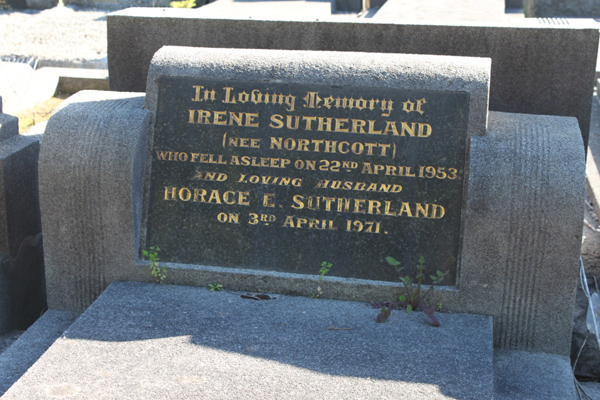 In Loving Memory of
IRENE SUTHERLAND
(NEE NORTHCOTT)
WHO FELL ASLEEP ON 22ND APRIL 1953.
AND LOVING HUSBAND
HORACE E. SUTHERLAND
ON 3RD APRIL 1971.